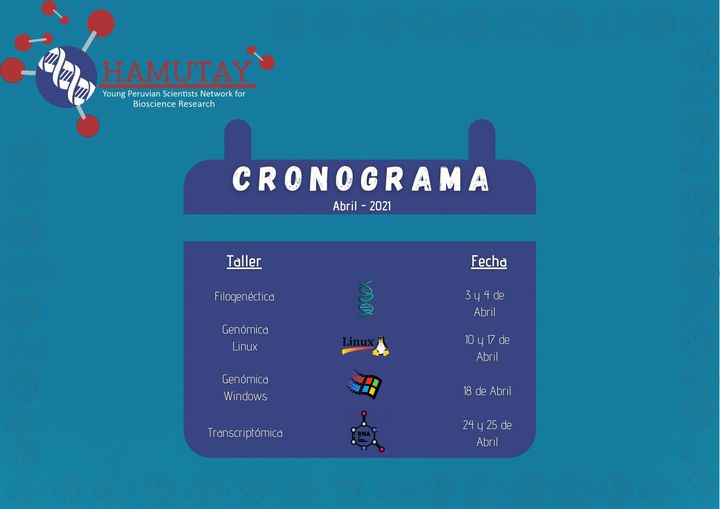 HAMUTAY
Young Peruvian Scientists Network for
Bioscience Research
CRONOGRAMA
Abril - 2021
Taller
Fecha
Filogenéctica
3 y 4 de
Abril
Genómica
Linux
Linux
10 y 17 de
Abril
Genómica
Windows
18 de Abril
Transcriptómica
RNA
24 y 25 de
Abril